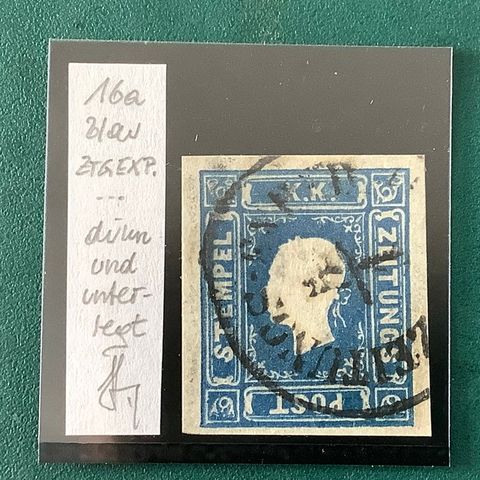 16a
Blau
ZTGEXP.
...
dünn
und
unter-
legt
K.K.
ZEITUNGS
POST
STEMPEL